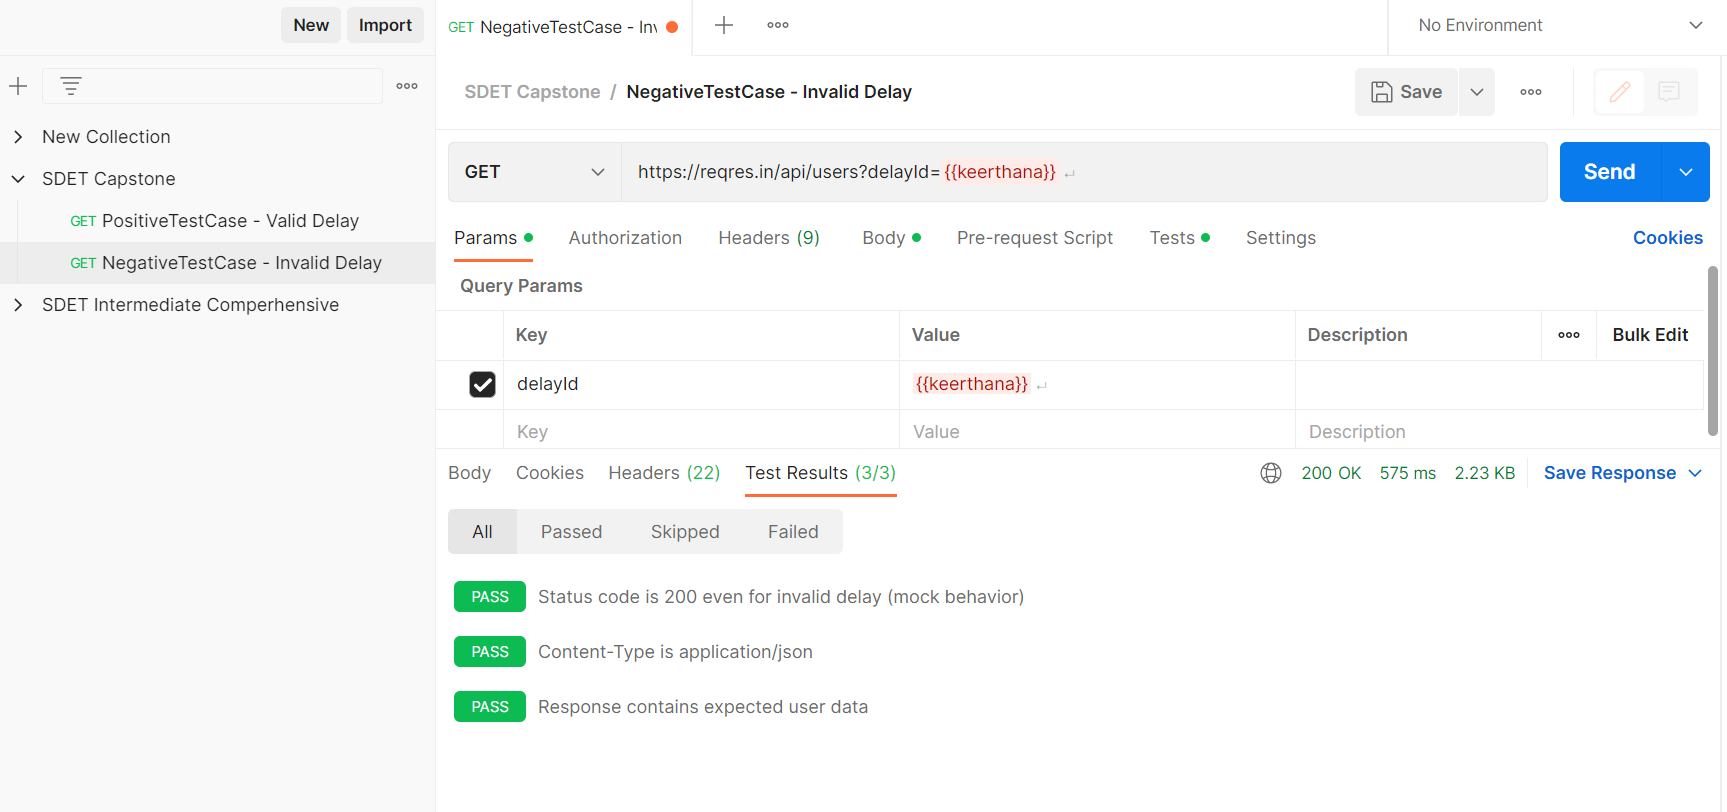 New Import
GET NegativeTestCase - Inv
No Environment
SDET Capstone / NegativeTestCase - Invalid Delay
Save
New Collection
SDET Capstone
GET PositiveTestCase - Valid Delay
GET NegativeTestCase - Invalid Delay
SDET Intermediate Comperhensive
GET https://reqres.in/api/users?delayId={{keerthana}} ↵
Send
Params Authorization Headers (9) Body Pre-request Script Tests Settings Cookies
Query Params
Key Value Description Bulk Edit
delayId {{keerthana}} ↵
Key Value Description
Body Cookies Headers (22) Test Results (3/3) 200 OK 575 ms 2.23 KB Save Response
All Passed Skipped Failed
PASS Status code is 200 even for invalid delay (mock behavior)
PASS Content-Type is application/json
PASS Response contains expected user data